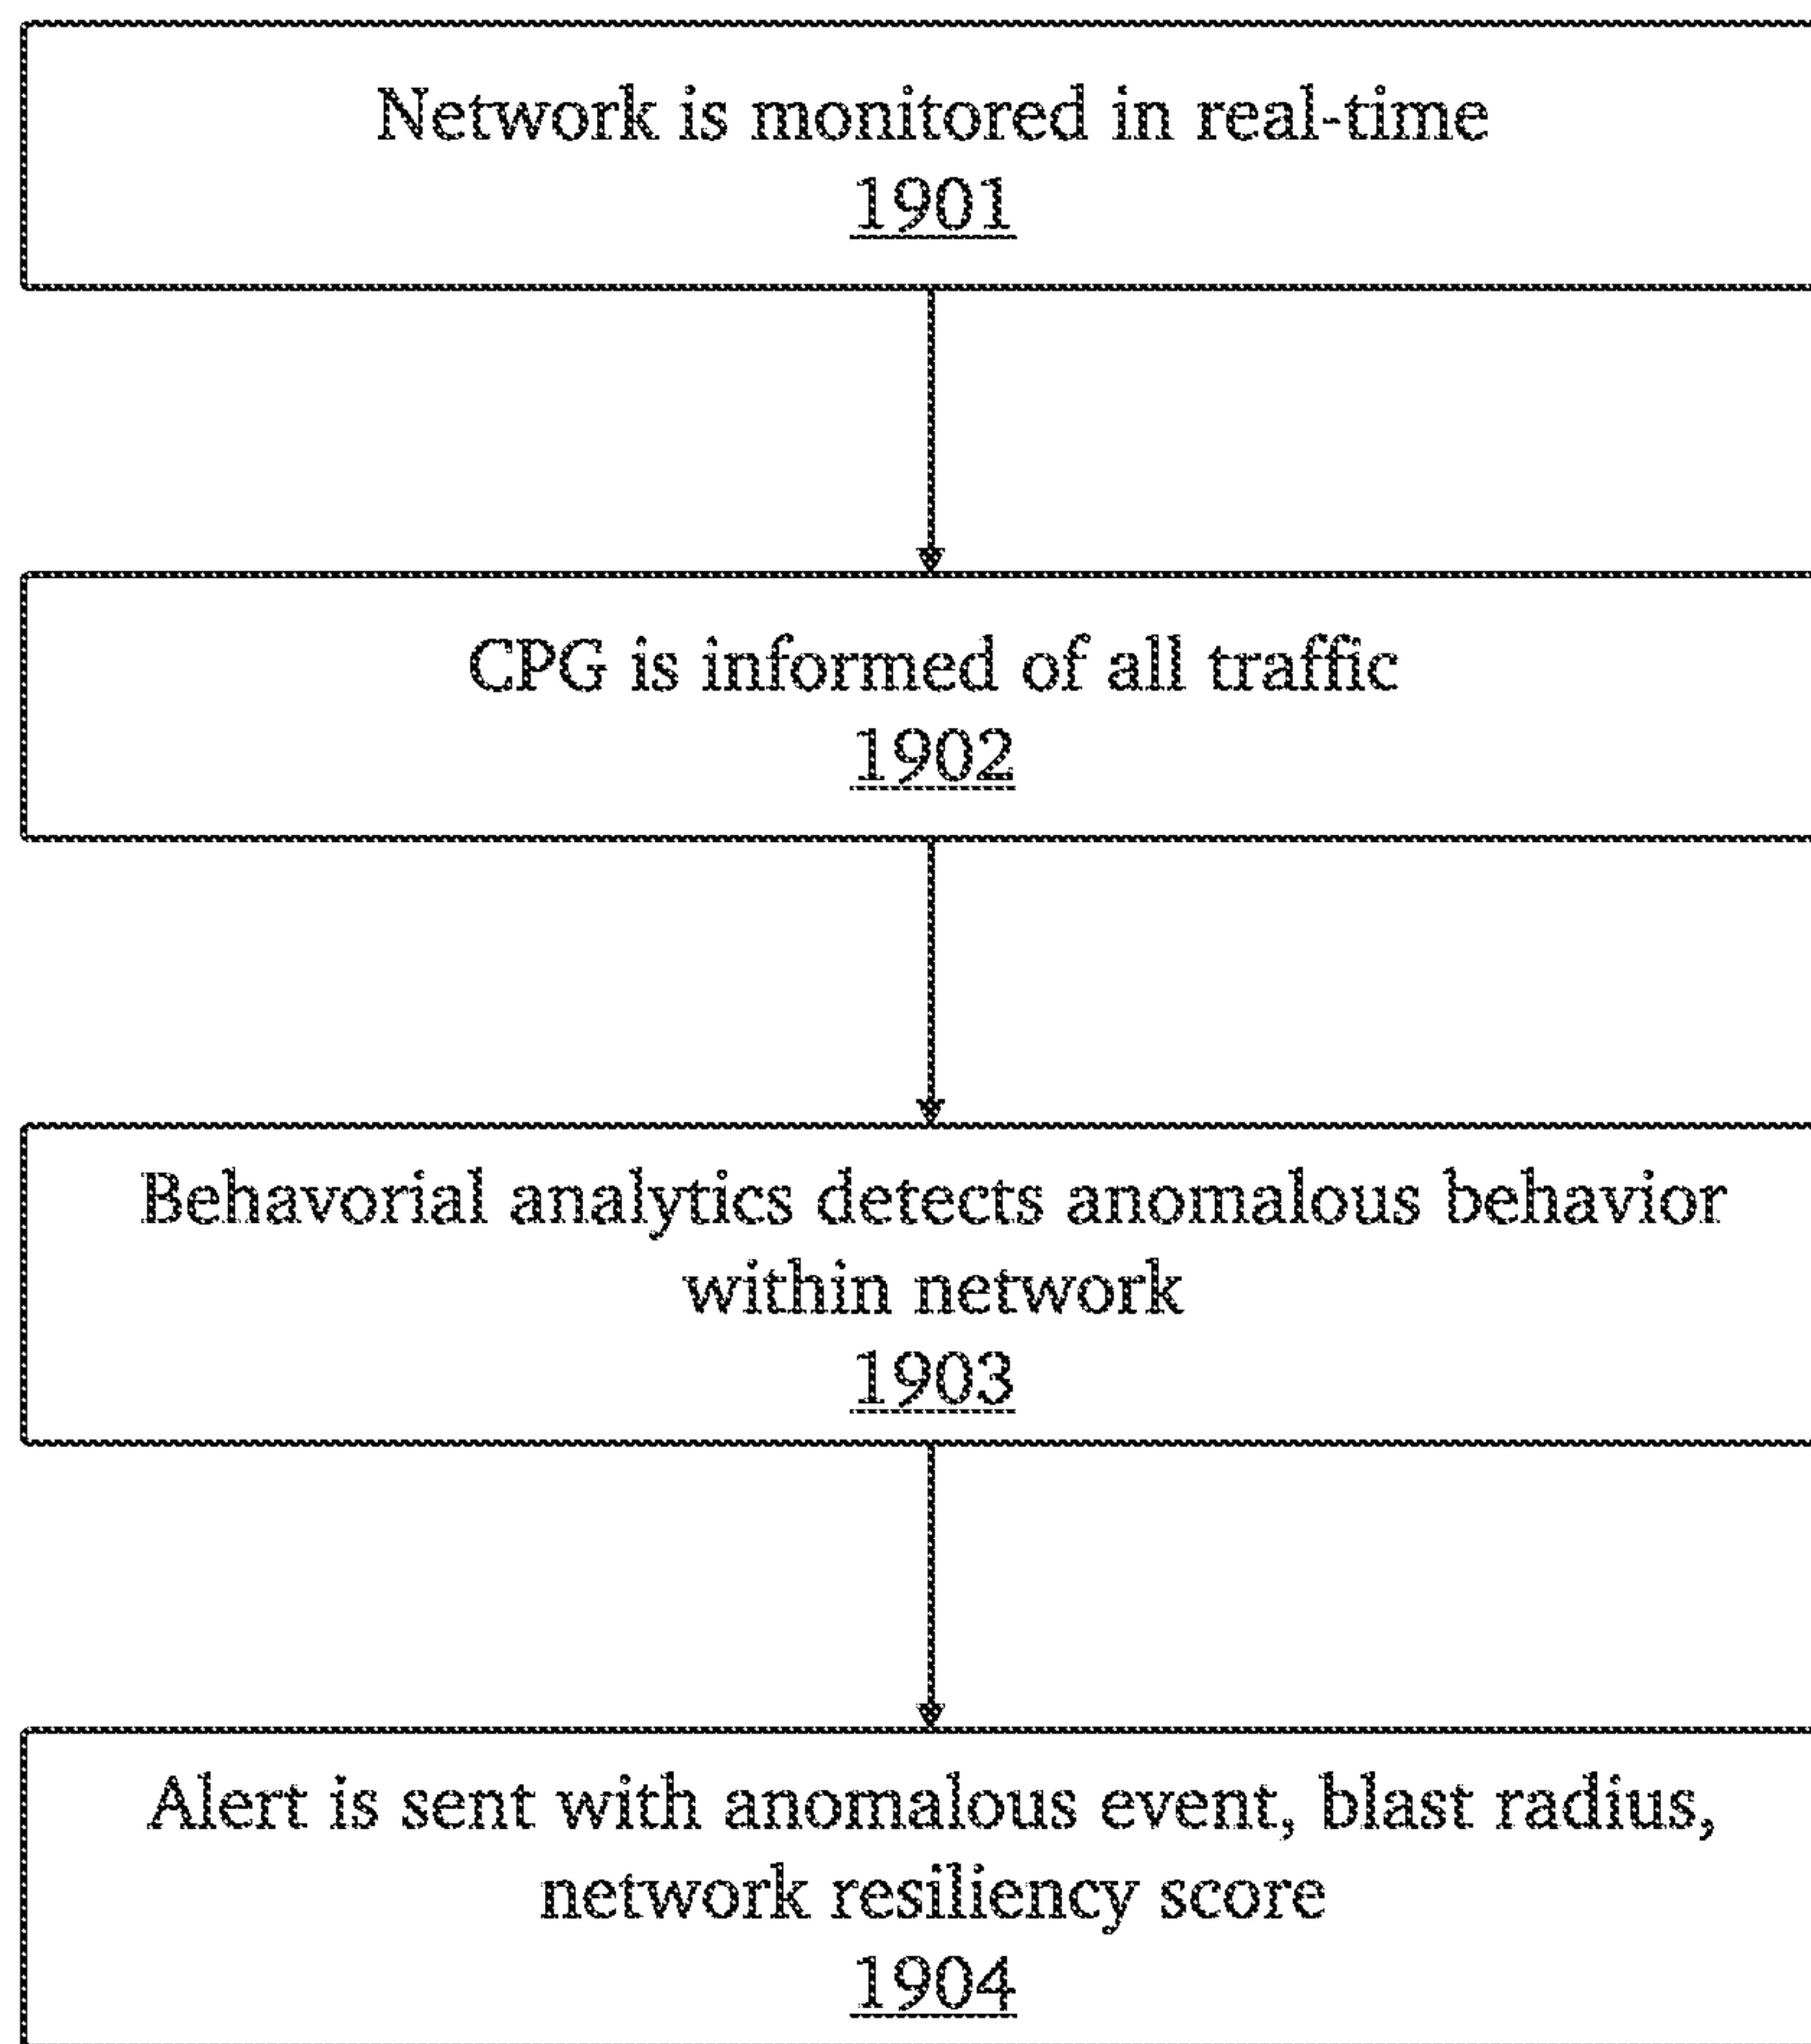 Network is monitored in real-time
1901
CPG is informed of all traffic
1902
Behavorial analytics detects anomalous behavior
within network
1903
Alert is sent with anomalous event, blast radius,
network resiliency score
1904